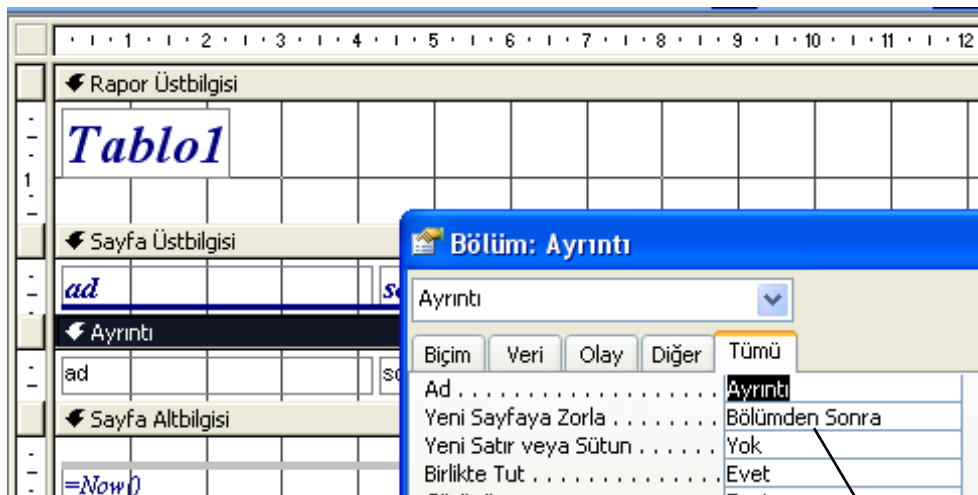 1 2 3 4 5 6 7 8 9 10 11 12
Rapor Üstbilgisi
Tablo1
1
Sayfa Üstbilgisi
ad
Ayrıntı
ad
Sayfa Altbilgisi
=Now()
Bölüm: Ayrıntı
Ayrıntı
Biçim Veri Olay Diğer Tümü
Ad . . . . . . . . . . . . . . . . . . . . Ayrıntı
Yeni Sayfaya Zorla . . . . . . . . . Bölümden Sonra
Yeni Satır veya Sütun . . . . . . Yok
Birlikte Tut . . . . . . . . . . . . . . Evet